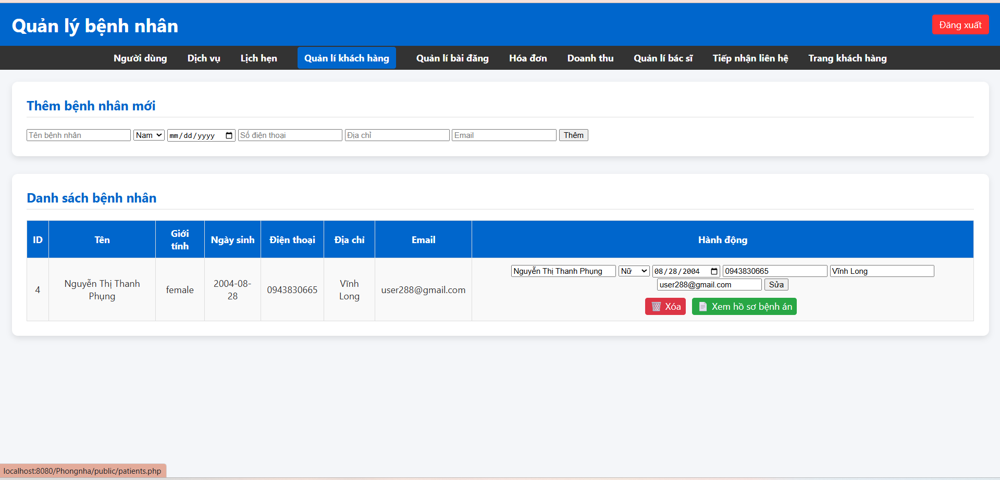 Quản lý bệnh nhân
Đăng xuất
Người dùng Dịch vụ Lịch hẹn Quản lí khách hàng Quản lí bài đăng Hóa đơn Doanh thu Quản lí bác sĩ Tiếp nhận liên hệ Trang khách hàng
Thêm bệnh nhân mới
Tên bệnh nhân Nam mm/dd/yyyy Số điện thoại Địa chỉ Email Thêm
Danh sách bệnh nhân
ID Tên Giới tính Ngày sinh Điện thoại Địa chỉ Email Hành động
4 Nguyễn Thị Thanh Phụng female 2004-08-28 0943830665 Vĩnh Long user288@gmail.com
Nguyễn Thị Thanh Phụng Nữ 08/28/2004 0943830665 Vĩnh Long
user288@gmail.com Sửa
Xóa Xem hồ sơ bệnh án
localhost:8080/Phongnha/public/patients.php